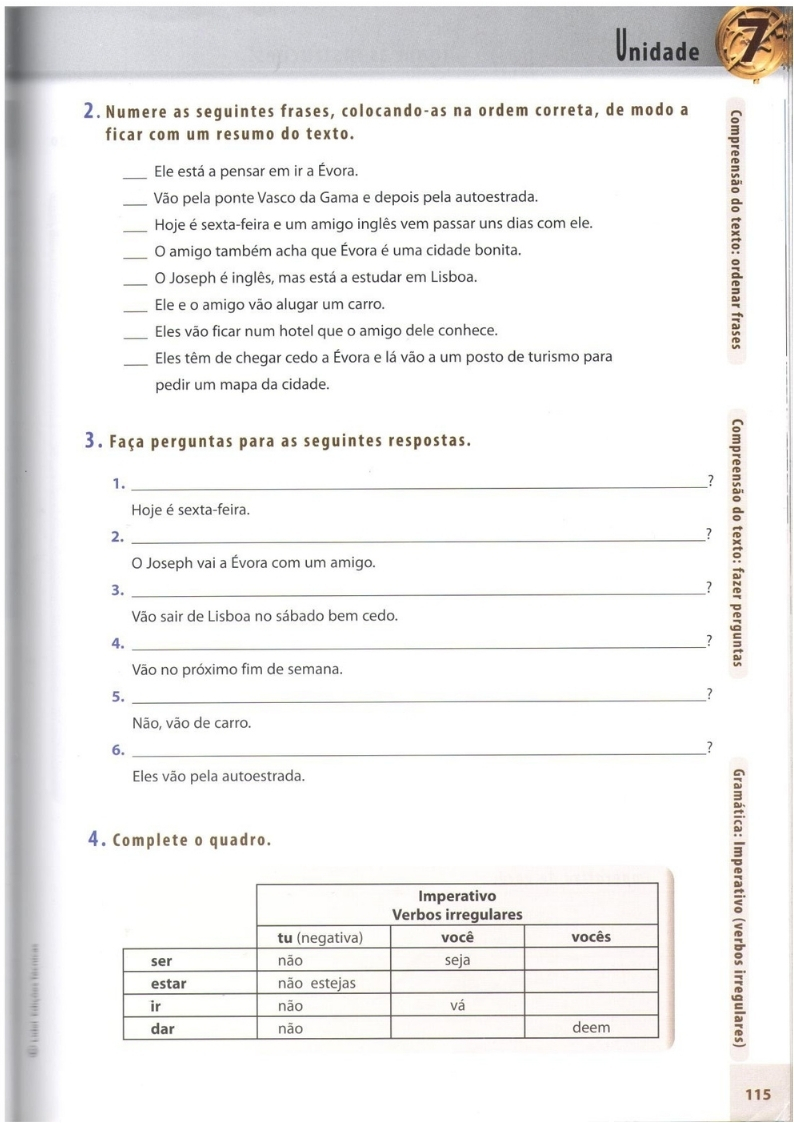 Unidade 7
2. Numere as seguintes frases, colocando-as na ordem correta, de modo a
ficar com um resumo do texto.
___ Ele está a pensar em ir a Évora.
___ Vão pela ponte Vasco da Gama e depois pela autoestrada.
___ Hoje é sexta-feira e um amigo inglês vem passar uns dias com ele.
___ O amigo também acha que Évora é uma cidade bonita.
___ O Joseph é inglês, mas está a estudar em Lisboa.
___ Ele e o amigo vão alugar um carro.
___ Eles vão ficar num hotel que o amigo dele conhece.
___ Eles têm de chegar cedo a Évora e lá vão a um posto de turismo para
pedir um mapa da cidade.
Compreensão do texto: ordenar frases
3. Faça perguntas para as seguintes respostas.
1. ___?
Hoje é sexta-feira.
2. ___?
O Joseph vai a Évora com um amigo.
3. ___?
Vão sair de Lisboa no sábado bem cedo.
4. ___?
Vão no próximo fim de semana.
5. ___?
Não, vão de carro.
6. ___?
Eles vão pela autoestrada.
Compreensão do texto: fazer perguntas
4. Complete o quadro.
Imperativo
Verbos irregulares
tu (negativa) você vocês
ser não seja
estar não estejas
ir não vá
dar não deem
Gramática: Imperativo (verbos irregulares)
© Lidel Edições Técnicas
115